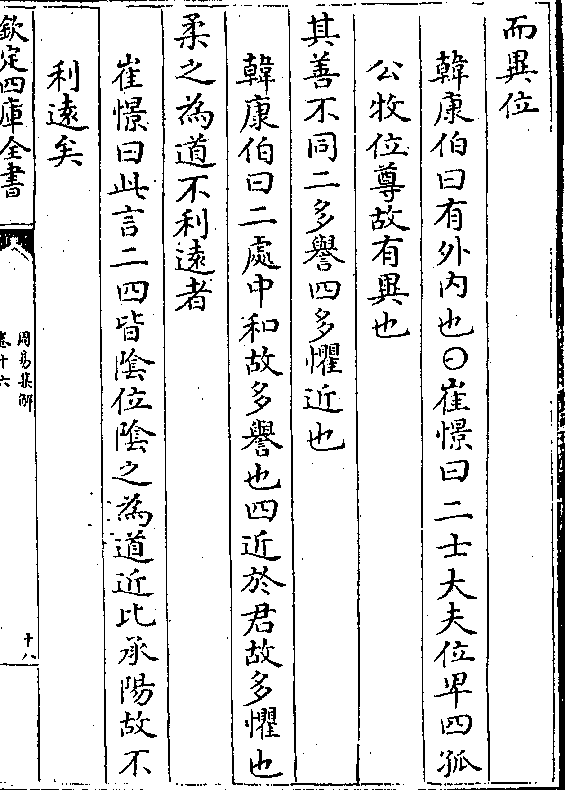 而異位
韓康伯曰有外内也〇崔憬曰二士大夫位卑四孤
公牧位尊故有異也
其善不同二多譽四多懼近也
韓康伯曰二處中和故多譽也四近於君故多懼也
柔之為道不利遠者
崔憬曰此言二四皆陰位陰之為道近比承陽故不
利遠矣
欽定四庫全書
周易集解
卷十六
十八